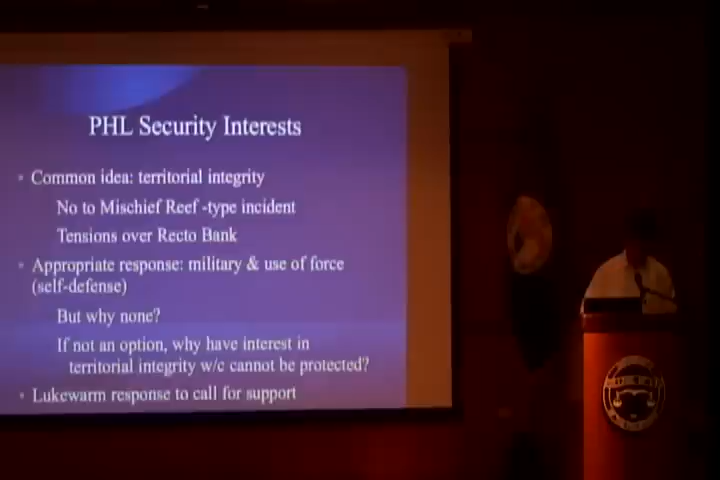 PHL Security Interests
Common idea: territorial integrity
No to Mischief Reef -type incident
Tensions over Recto Bank
Appropriate response: military & use of force
(self-defense)
But why none?
If not an option, why have interest in
territorial integrity w/c cannot be protected?
Lukewarm response to call for support